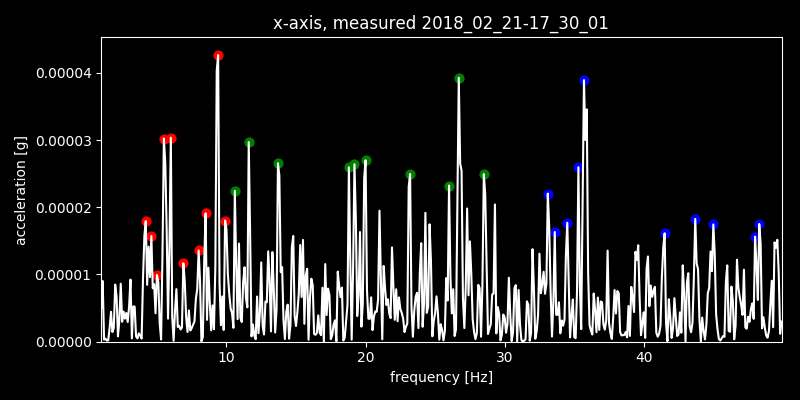 x-axis, measured 2018_02_21-17_30_01
0.00004
0.00003
0.00002
0.00001
0.00000
acceleration [g]
10 20 30 40
frequency [Hz]